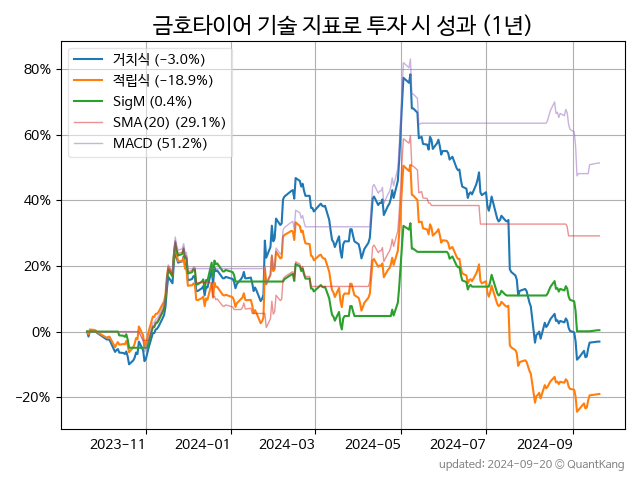 금호타이어 기술 지표로 투자 시 성과 (1년)
거치식 (−3.0%)
적립식 (−18.9%)
SigM (0.4%)
SMA(20) (29.1%)
MACD (51.2%)
80%
60%
40%
20%
0%
−20%
2023-11 2024-01 2024-03 2024-05 2024-07 2024-09
updated: 2024-09-20 © QuantKang